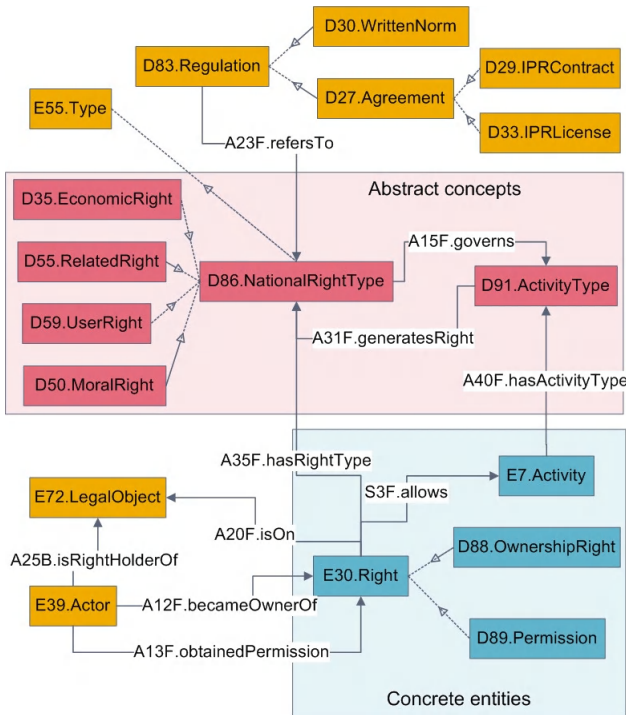 D30.WrittenNorm
D83.Regulation
D29.IPRContract
D27.Agreement
E55.Type
D33.IPRLicense
A23F.refersTo
Abstract concepts
D35.EconomicRight
A15F.governs
D55.RelatedRight
D86.NationalRightType
D91.ActivityType
D59.UserRight
A31F.generatesRight
D50.MoralRight
A40F.hasActivityType
A35F.hasRightType
E7.Activity
S3F.allows
E72.LegalObject
A20F.isOn
D88.OwnershipRight
A25B.isRightHolderOf
E30.Right
E39.Actor
A12F.becameOwnerOf
D89.Permission
A13F.obtainedPermission
Concrete entities